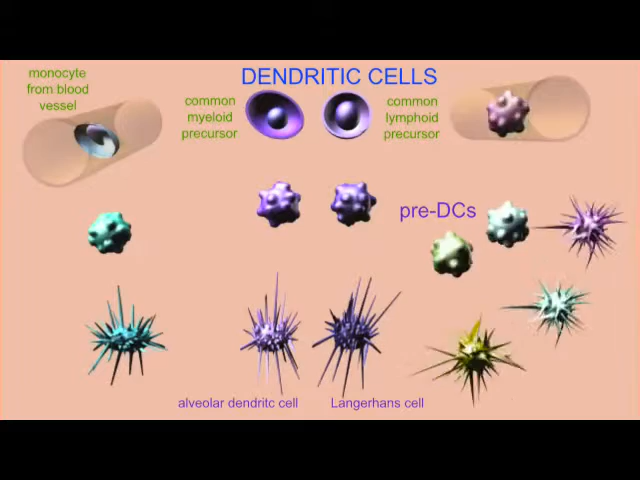 DENDRITIC CELLS
monocyte
from blood
vessel
common
myeloid
precursor
common
lymphoid
precursor
pre-DCs
alveolar dendritc cell
Langerhans cell